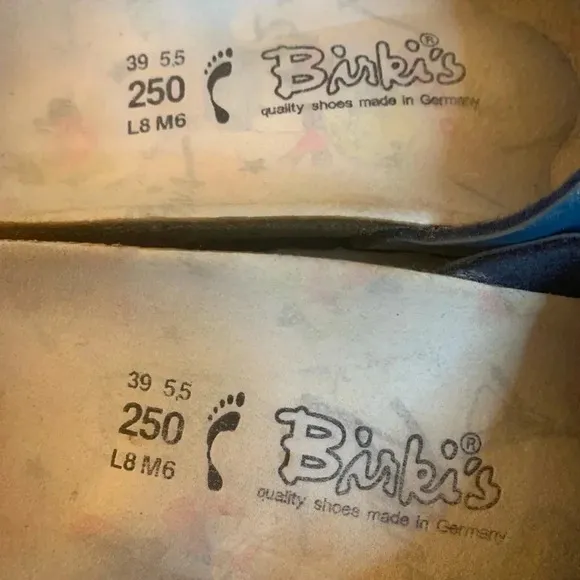 39 5,5
250
L8 M6
Birki's®
quality shoes made in Germany
39 5,5
250
L8 M6
Birki's®
quality shoes made in Germany